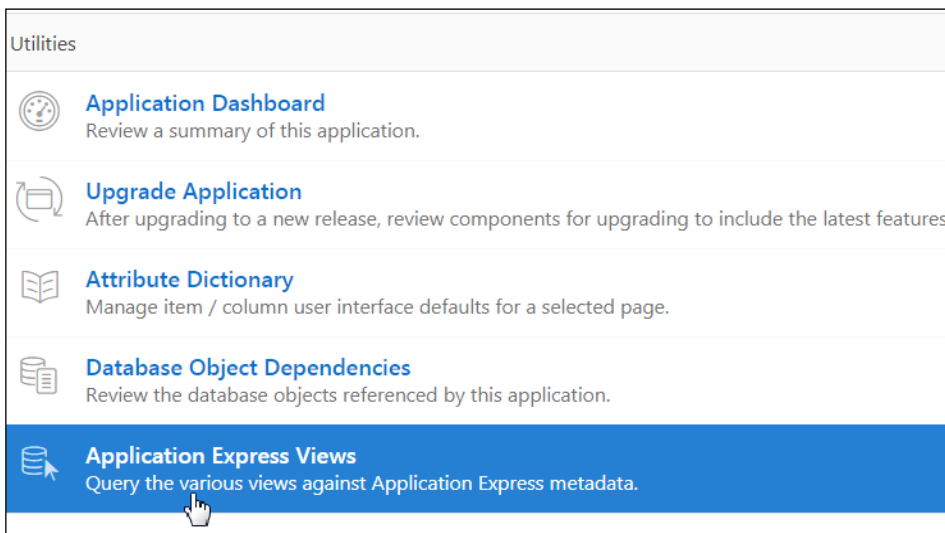 Utilities
Application Dashboard
Review a summary of this application.
Upgrade Application
After upgrading to a new release, review components for upgrading to include the latest features
Attribute Dictionary
Manage item / column user interface defaults for a selected page.
Database Object Dependencies
Review the database objects referenced by this application.
Application Express Views
Query the various views against Application Express metadata.